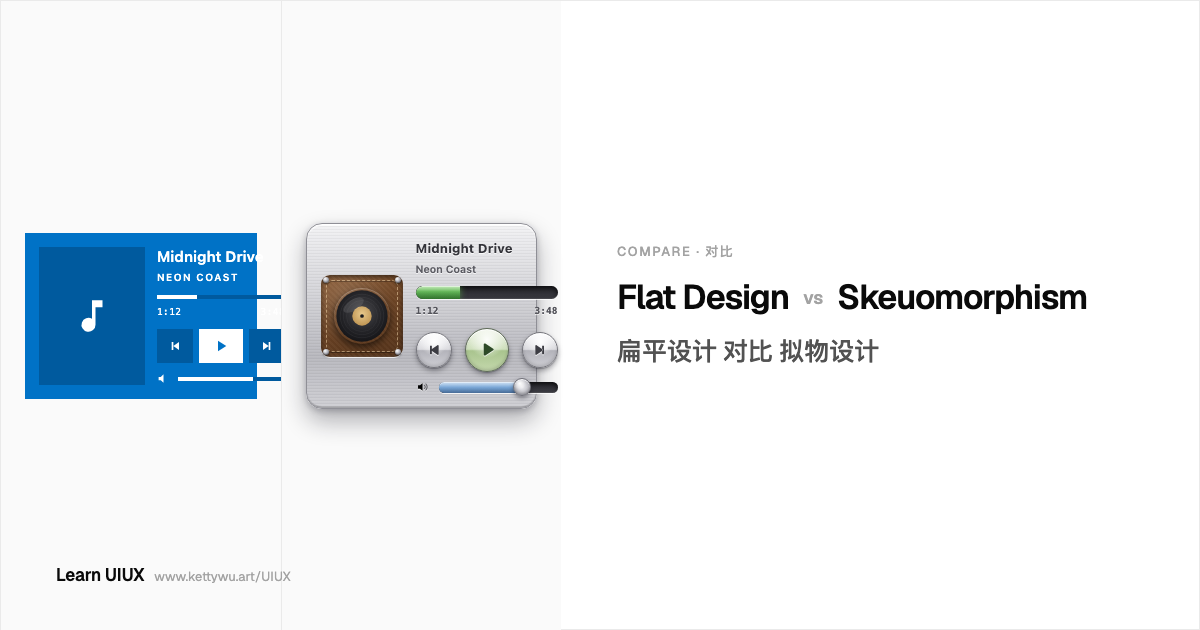 Midnight Drive
NEON COAST
1:12
Midnight Drive
Neon Coast
1:12 3:48
COMPARE · 对比
Flat Design vs Skeuomorphism
扁平设计 对比 拟物设计
Learn UIUX www.kettywu.art/UIUX